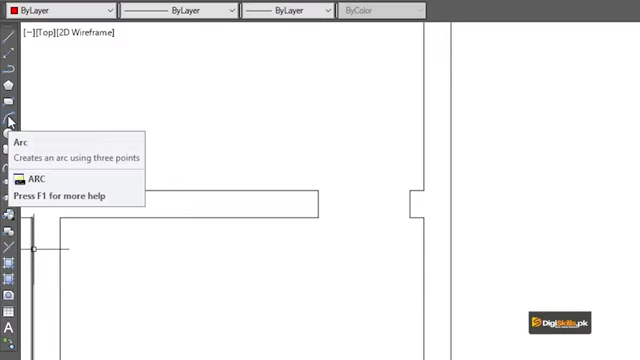 ByLayer
ByLayer
ByLayer
ByColor
[−][Top][2D Wireframe]
Arc
Creates an arc using three points
ARC
Press F1 for more help
A
DigiSkills.pk